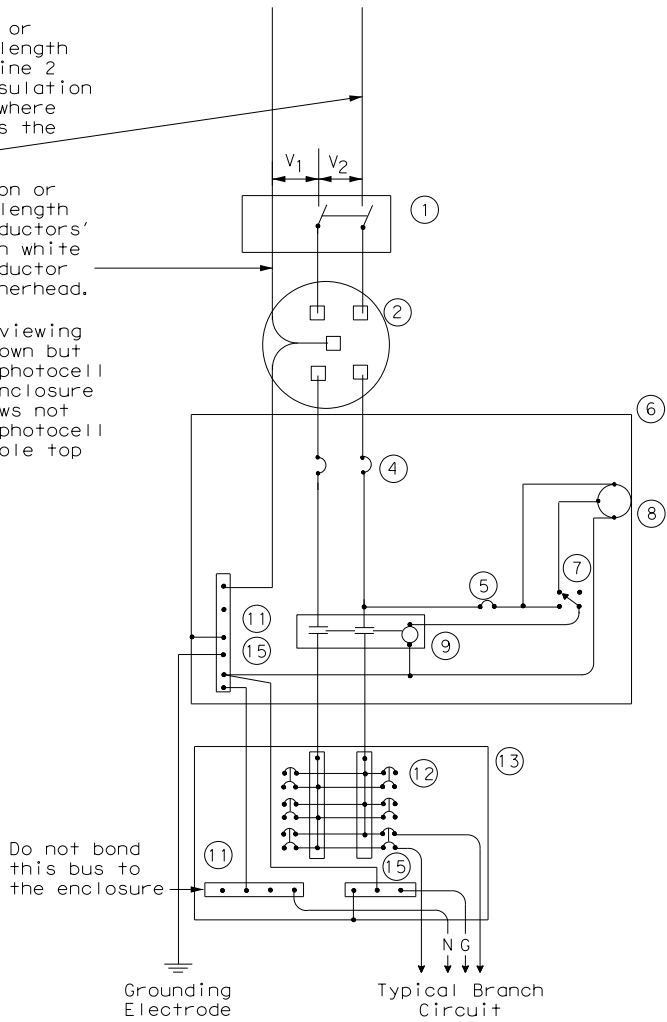 or
length
ine 2
sulation
where
s the
V1 V2
1
on or
length
ductors'
n white
ductor
herhead.
2
viewing
own but
photocell
nclosure
ws not
photocell
ole top
6
4
8
5
7
11
9
15
13
12
Do not bond
this bus to
the enclosure
11
15
N G
Grounding
Electrode
Typical Branch
Circuit